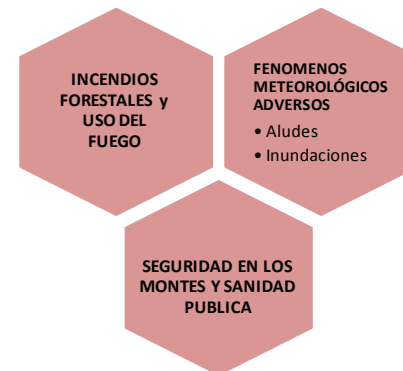 INCENDIOS
FORESTALES y
USO DEL
FUEGO
FENOMENOS
METEOROLÓGICOS
ADVERSOS
• Aludes
• Inundaciones
SEGURIDAD EN LOS
MONTES Y SANIDAD
PUBLICA